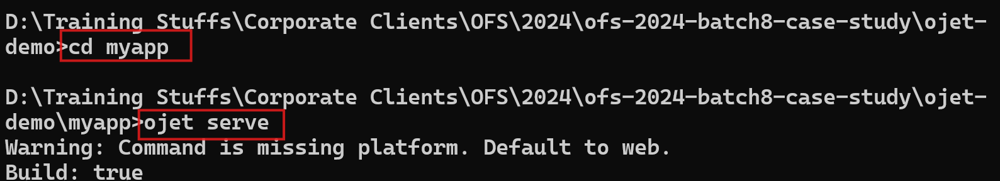 D:\Training Stuffs\Corporate Clients\OFS\2024\ofs-2024-batch8-case-study\ojet-
demo>cd myapp
D:\Training Stuffs\Corporate Clients\OFS\2024\ofs-2024-batch8-case-study\ojet-
demo\myapp>ojet serve
Warning: Command is missing platform. Default to web.
Build: true